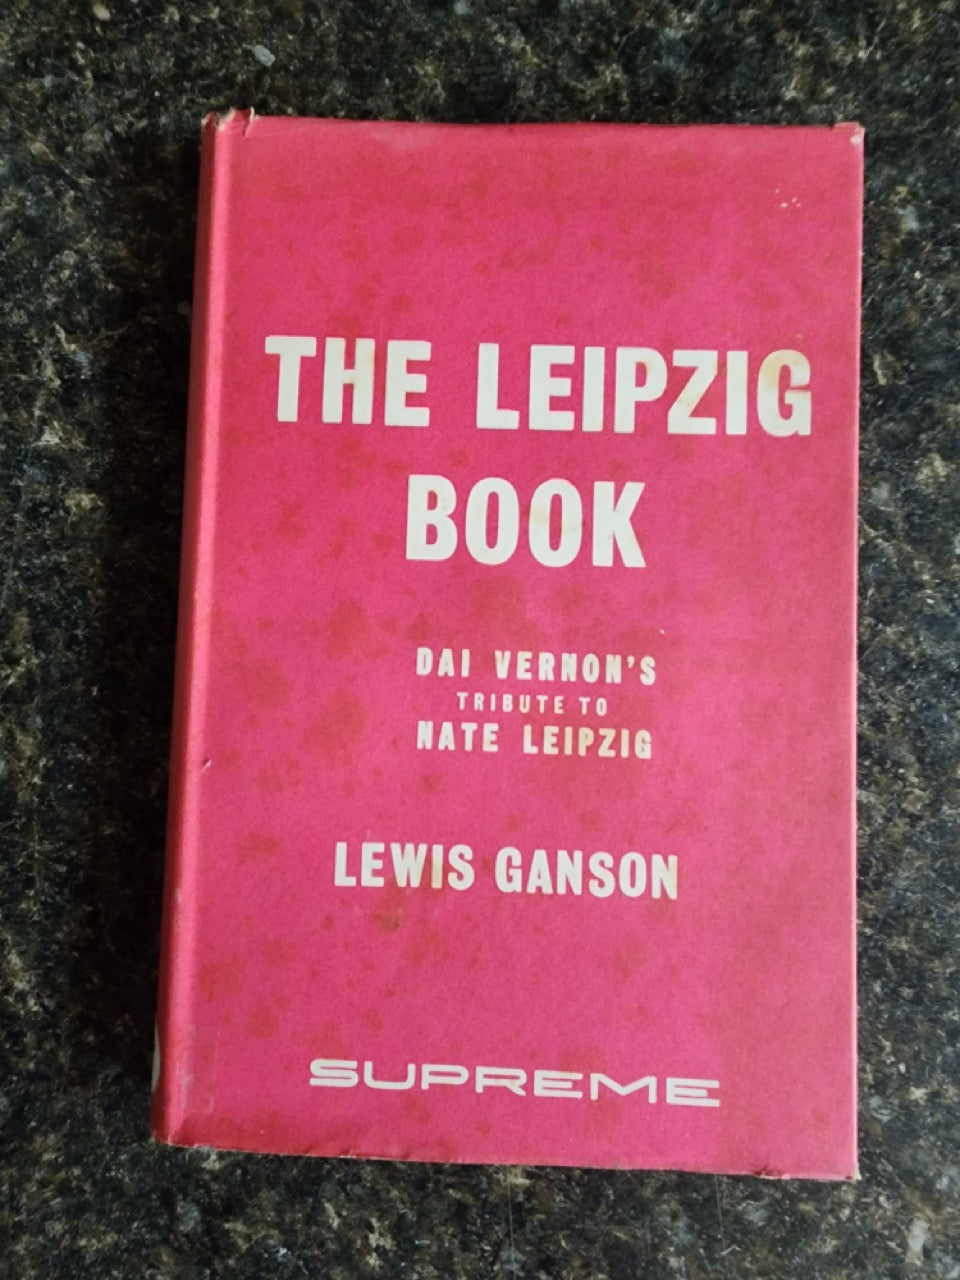 THE LEIPZIG
BOOK
DAI VERNON'S
TRIBUTE TO
NATE LEIPZIG
LEWIS GANSON
SUPREME